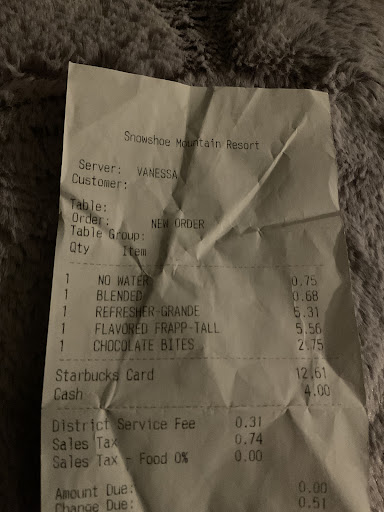 Snowshoe Mountain Resort
Server: VANESSA
Customer:
Table:
Order: NEW ORDER
Table Group:
Qty Item
1 NO WATER 0.75
1 BLENDED 0.68
1 REFRESHER-GRANDE 5.31
1 FLAVORED FRAPP-TALL 5.56
1 CHOCOLATE BITES 2.75
Starbucks Card 12.61
Cash 4.00
District Service Fee 0.31
Sales Tax 0.74
Sales Tax - Food 0% 0.00
Amount Due: 0.00
Change Due: 0.51